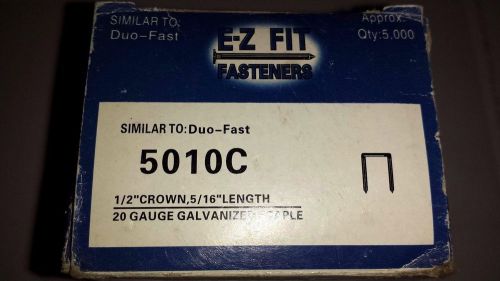 SIMILAR TO:
Duo-Fast
E-Z FIT
FASTENERS
Approx.
Qty:5,000
SIMILAR TO:Duo-Fast
5010C
1/2"CROWN,5/16"LENGTH
20 GAUGE GALVANIZED